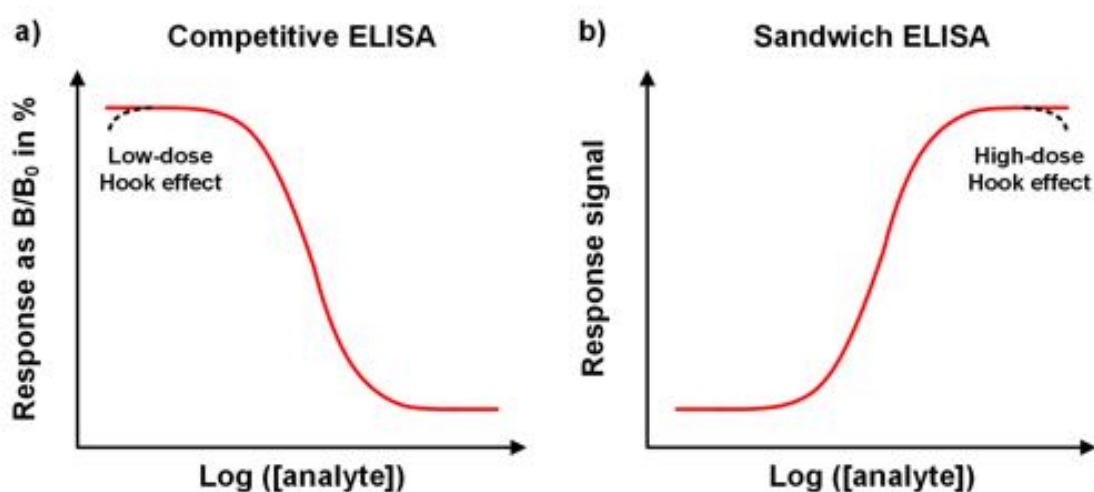 a) Competitive ELISA
Response as B/B₀ in %
Low-dose
Hook effect
Log ([analyte])
b) Sandwich ELISA
Response signal
High-dose
Hook effect
Log ([analyte])